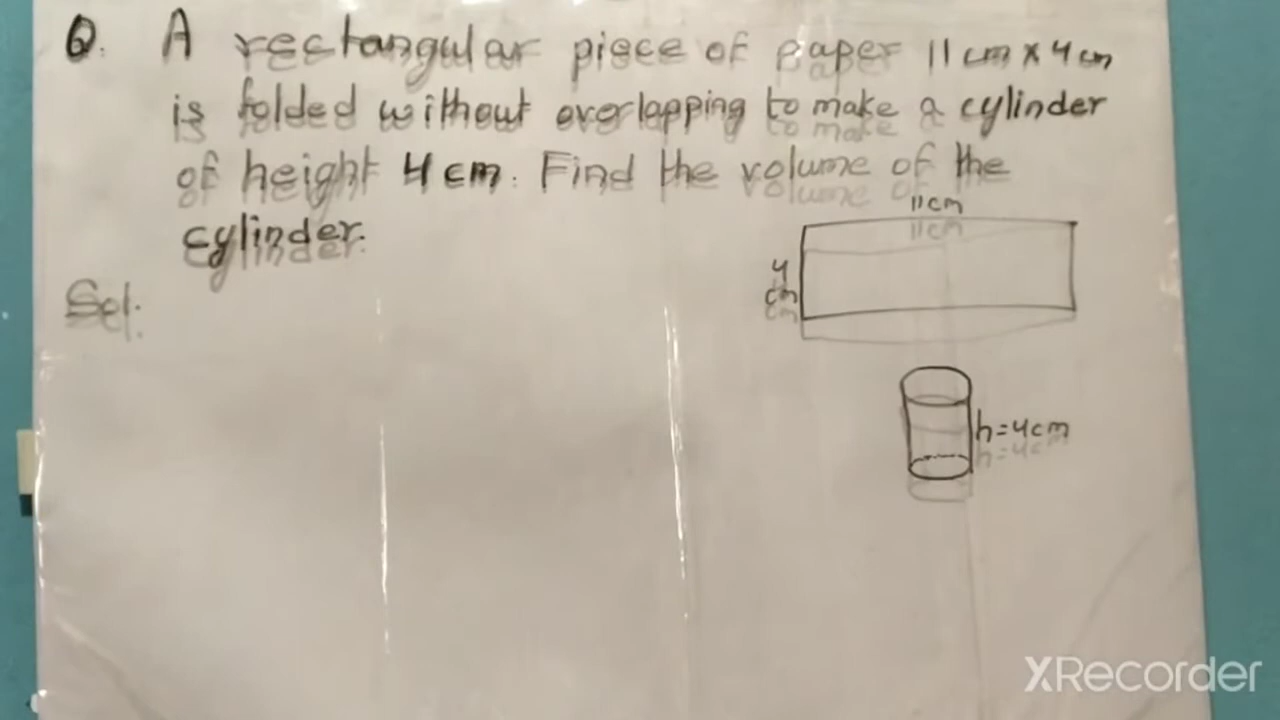 Q. A rectangular piece of paper 11 cm x 4 cm
is folded without overlapping to make a cylinder
of height 4 cm. Find the volume of the
cylinder.
11cm
Sol:
4
cm
h=4cm
XRecorder